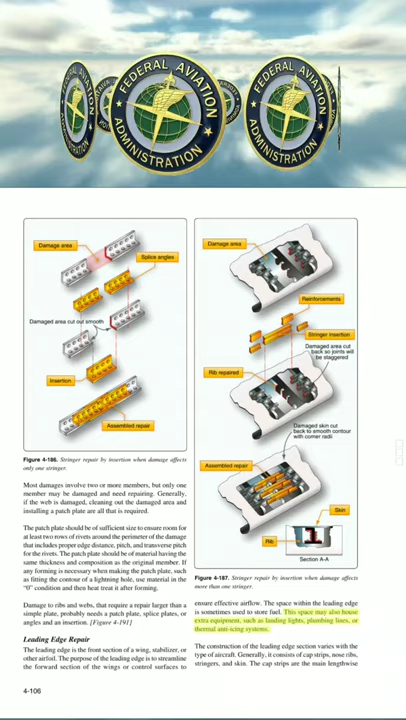 FEDERAL AVIATION
ADMINISTRATION
FEDERAL AVIATION
ADMINISTRATION
Damage area
Splice angles
Damaged area cut out smooth
Insertion
Assembled repair
Figure 4-186. Stringer repair by insertion when damage affects
only one stringer.
Most damages involve two or more members, but only one
member may be damaged and need repairing. Generally,
if the web is damaged, cleaning out the damaged area and
installing a patch plate are all that is required.
The patch plate should be of sufficient size to ensure room for
at least two rows of rivets around the perimeter of the damage
that includes proper edge distance, pitch, and transverse pitch
for the rivets. The patch plate should be of material having the
same thickness and composition as the original member. If
any forming is necessary when making the patch plate, such
as fitting the contour of a lightning hole, use material in the
“0” condition and then heat treat it after forming.
Damage to ribs and webs, that require a repair larger than a
simple plate, probably needs a patch plate, splice plates, or
angles and an insertion. [Figure 4-191]
Leading Edge Repair
The leading edge is the front section of a wing, stabilizer, or
other airfoil. The purpose of the leading edge is to streamline
the forward section of the wings or control surfaces to
4-106
Damage area
Reinforcements
Stringer insertion
Damaged area cut
back so joints will
be staggered
Rib repaired
Damaged skin cut
back to smooth contour
with corner radii
Assembled repair
Skin
1
Rib
Section A-A
Figure 4-187. Stringer repair by insertion when damage affects
more than one stringer.
ensure effective airflow. The space within the leading edge
is sometimes used to store fuel. This space may also house
extra equipment, such as landing lights, plumbing lines, or
thermal anti-icing systems.
The construction of the leading edge section varies with the
type of aircraft. Generally, it consists of cap strips, nose ribs,
stringers, and skin. The cap strips are the main lengthwise